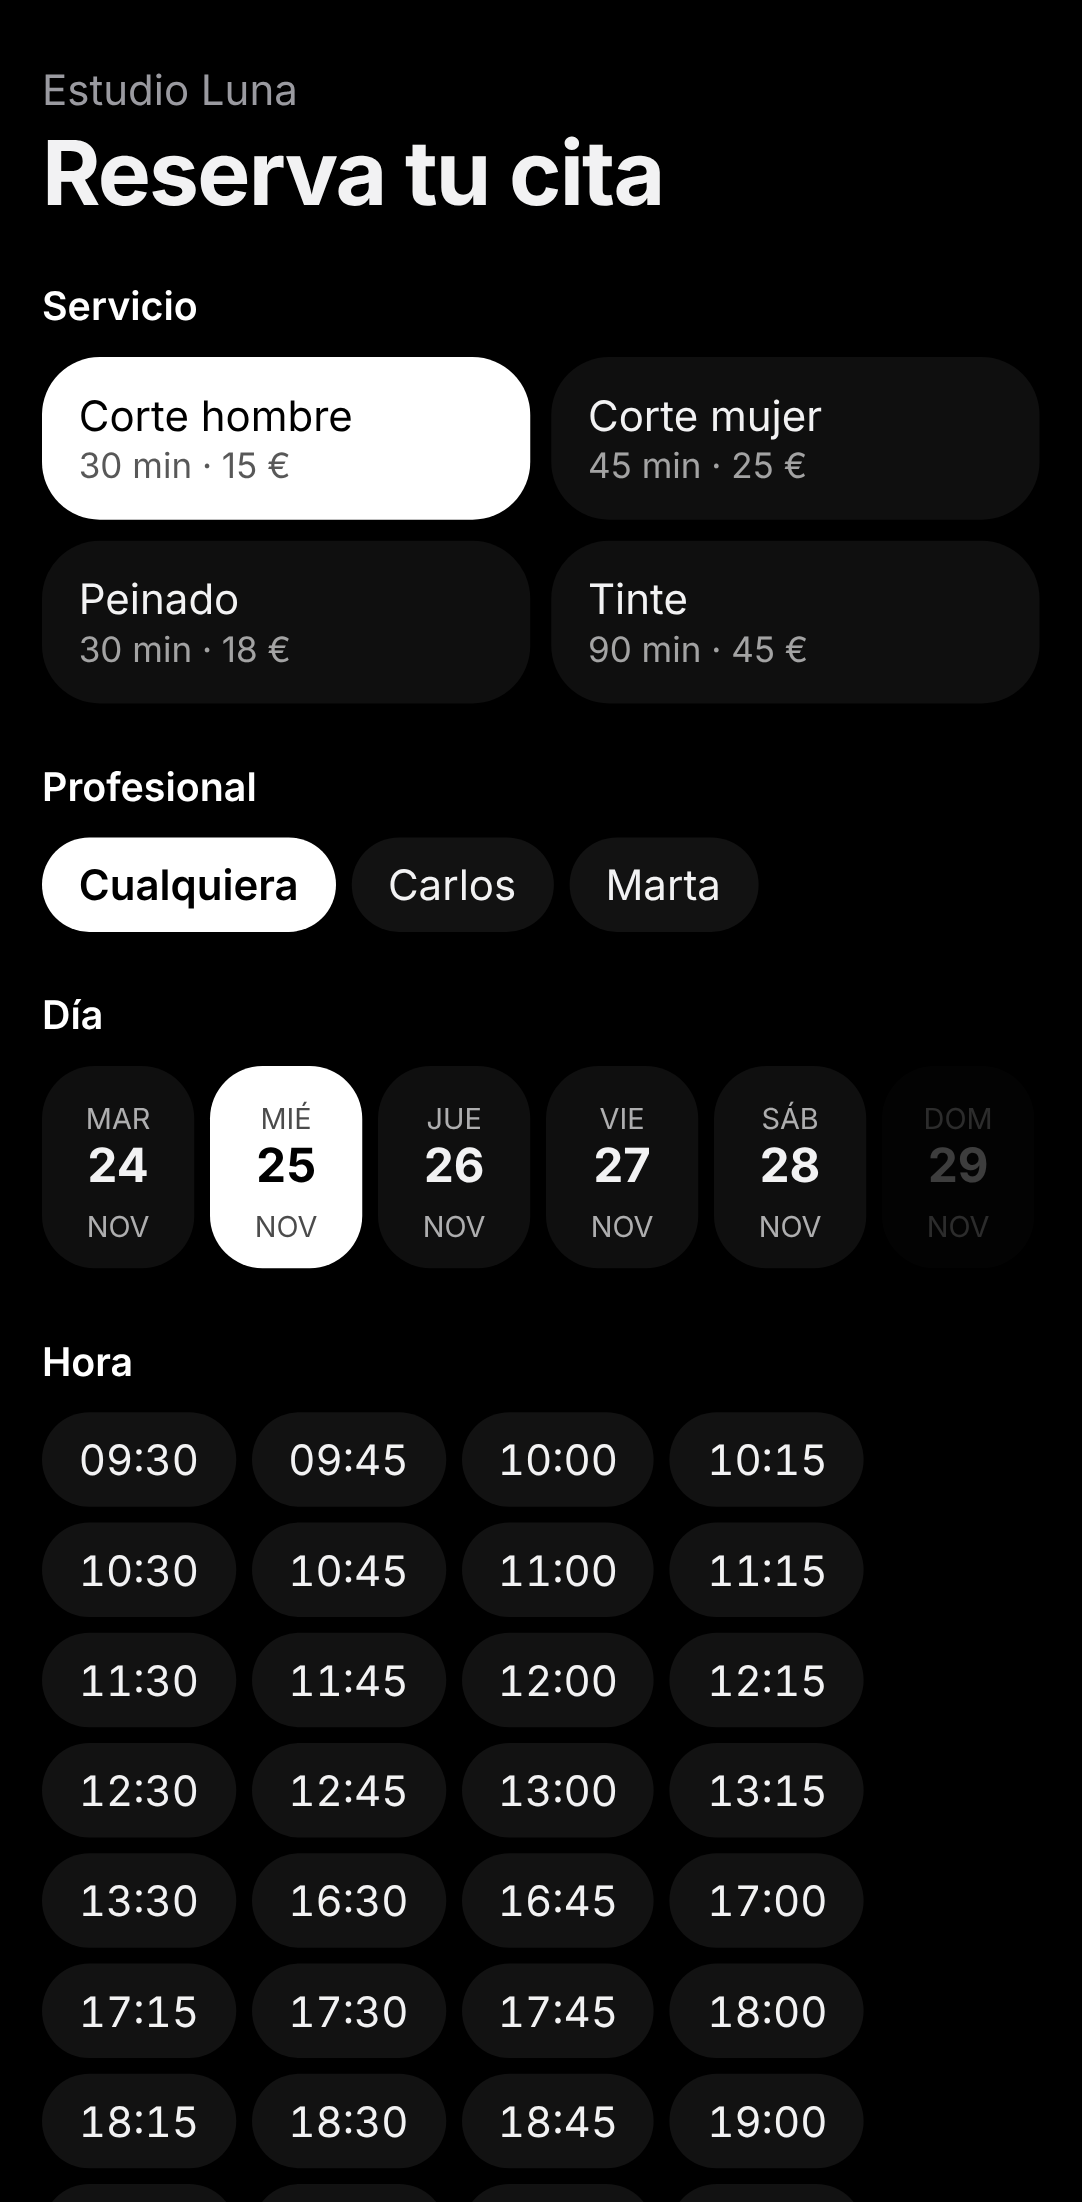 Estudio Luna
Reserva tu cita
Servicio
Corte hombre
30 min · 15 €
Corte mujer
45 min · 25 €
Peinado
30 min · 18 €
Tinte
90 min · 45 €
Profesional
Cualquiera Carlos Marta
Día
MAR MIÉ JUE VIE SÁB DOM
24 25 26 27 28 29
NOV NOV NOV NOV NOV NOV
Hora
09:30 09:45 10:00 10:15
10:30 10:45 11:00 11:15
11:30 11:45 12:00 12:15
12:30 12:45 13:00 13:15
13:30 16:30 16:45 17:00
17:15 17:30 17:45 18:00
18:15 18:30 18:45 19:00